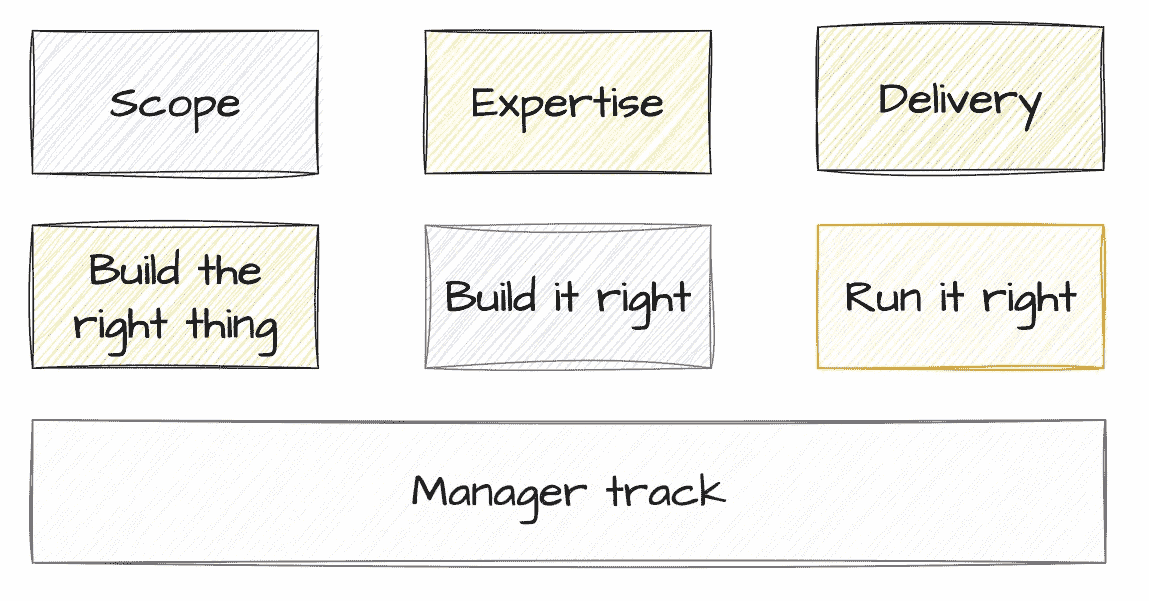 Scope
Expertise
Delivery
Build the
right thing
Build it right
Run it right
Manager track